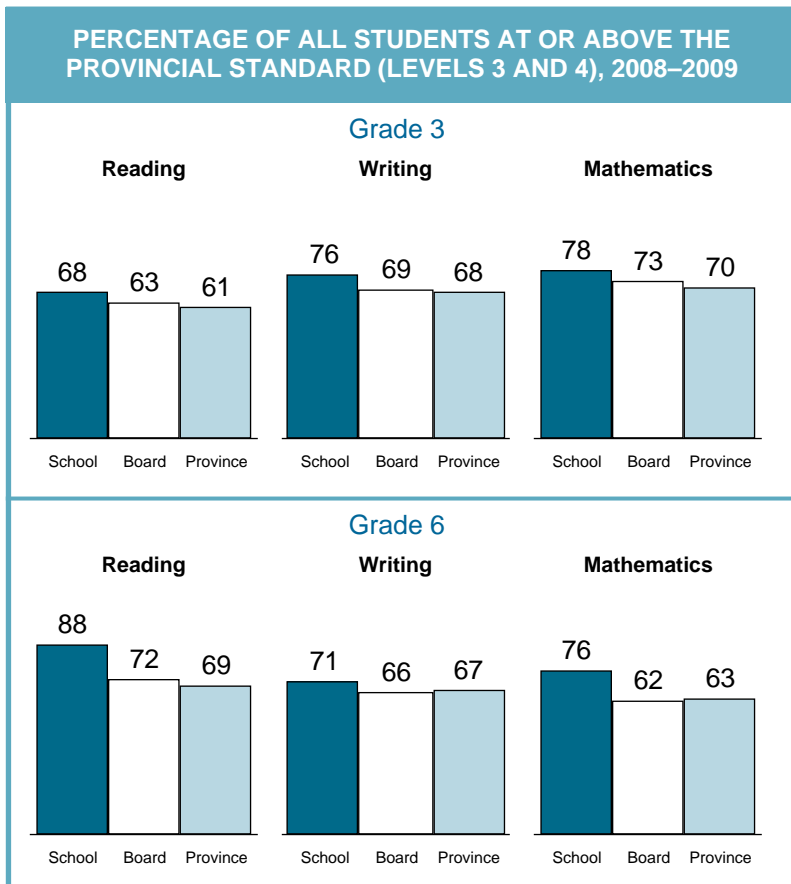 PERCENTAGE OF ALL STUDENTS AT OR ABOVE THE
PROVINCIAL STANDARD (LEVELS 3 AND 4), 2008–2009
Grade 3
Reading Writing Mathematics
68 63 61 76 69 68 78 73 70
School Board Province School Board Province School Board Province
Grade 6
Reading Writing Mathematics
88 72 69 71 66 67 76 62 63
School Board Province School Board Province School Board Province